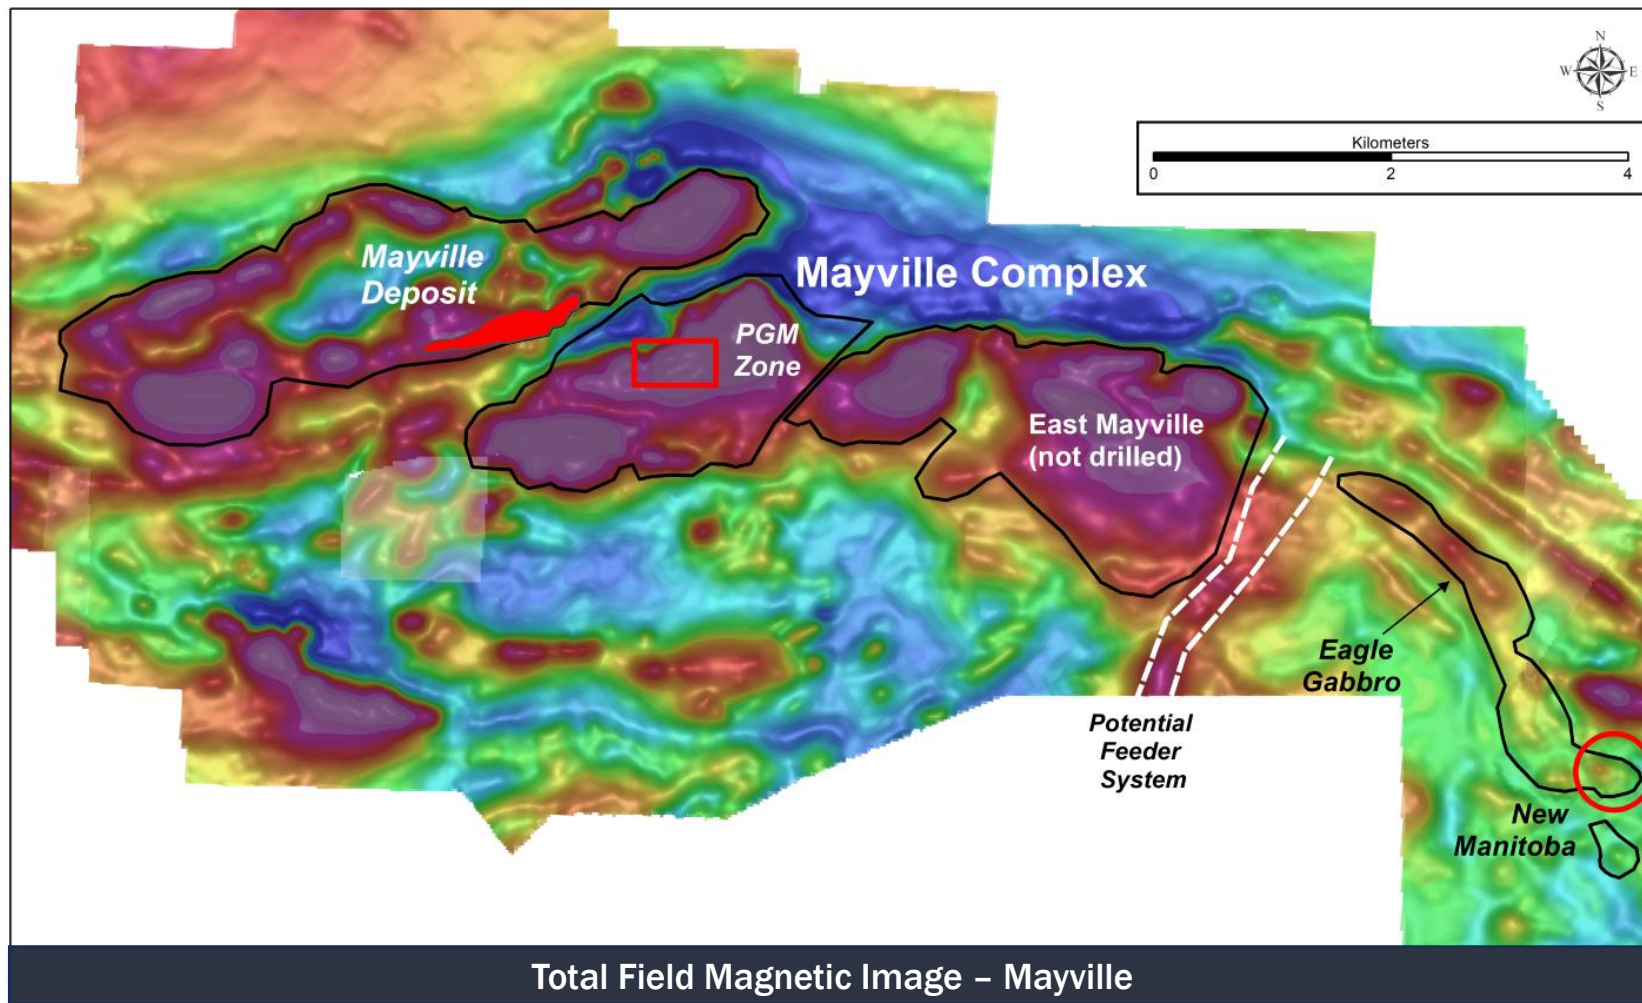 N
W E
S
Kilometers
0 2 4
Mayville
Deposit
Mayville Complex
PGM
Zone
East Mayville
(not drilled)
Eagle
Gabbro
Potential
Feeder
System
New
Manitoba
Total Field Magnetic Image – Mayville